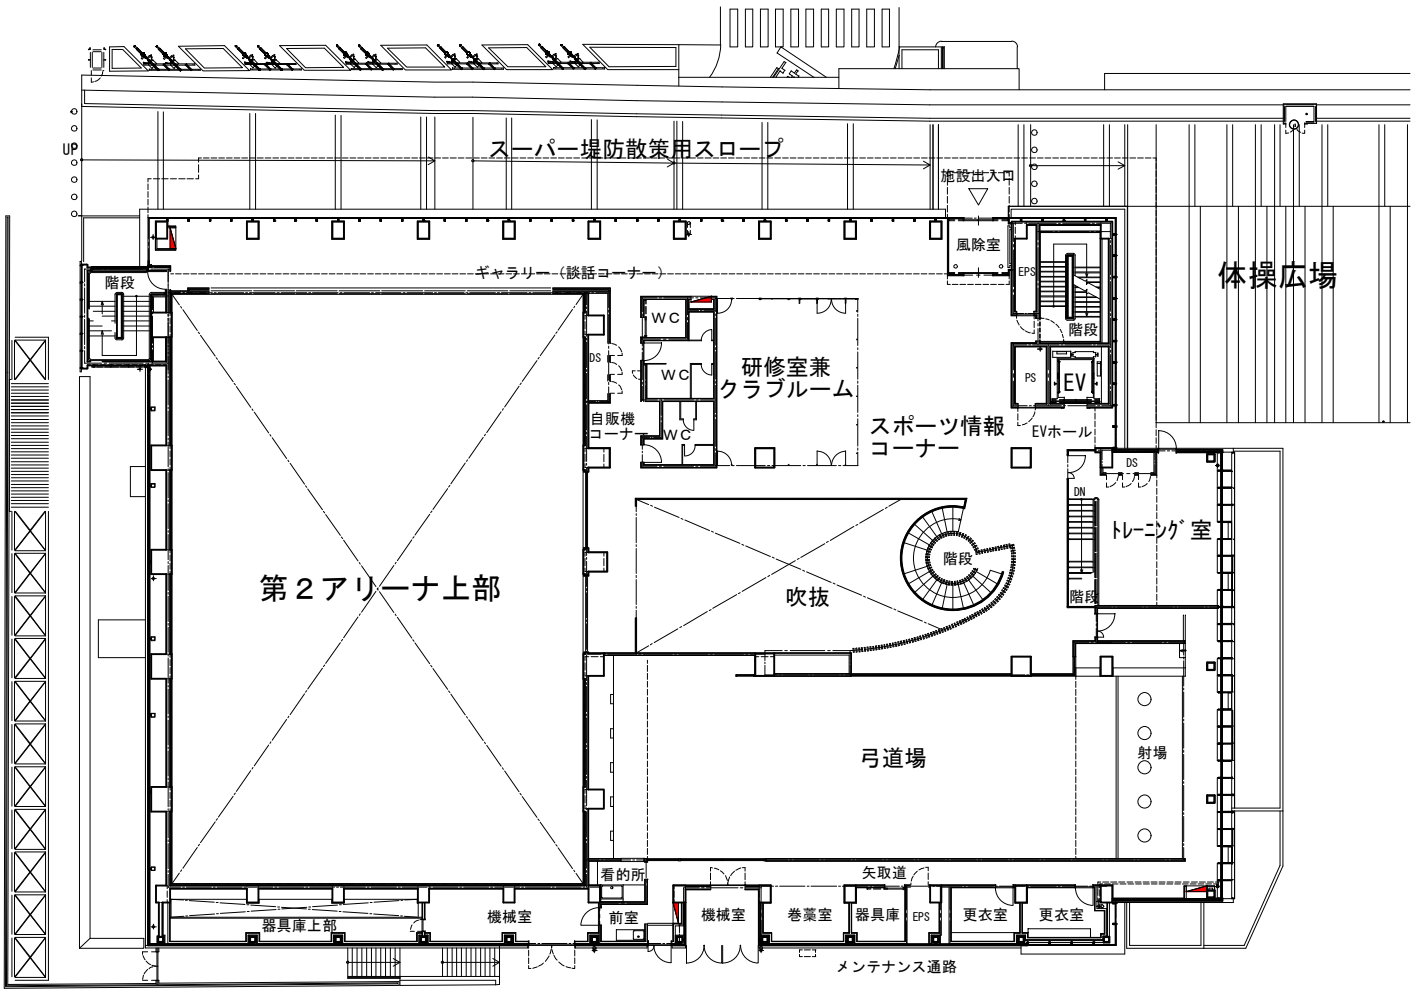 スーパー堤防散策用スロープ
UP
施設出入口
風除室
体操広場
ギャラリー（談話コーナー）
階段
EPS
階段
WC
DS
WC
研修室兼
クラブルーム
PS
EV
自販機
コーナー
WC
スポーツ情報
コーナー
EVホール
DS
DN
トレーニング室
階段
階段
第２アリーナ上部
吹抜
弓道場
射場
看的所
矢取道
器具庫上部
機械室
前室
機械室
巻藁室
器具庫
EPS
更衣室
更衣室
メンテナンス通路